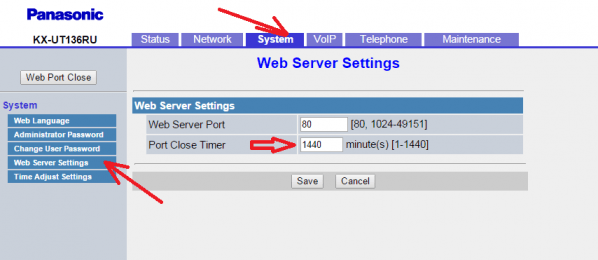 Panasonic
KX-UT136RU
Status Network System VoIP Telephone Maintenance
Web Port Close
Web Server Settings
System
Web Language
Administrator Password
Change User Password
Web Server Settings
Time Adjust Settings
Web Server Settings
Web Server Port 80 [80, 1024-49151]
Port Close Timer 1440 minute(s) [1-1440]
Save Cancel